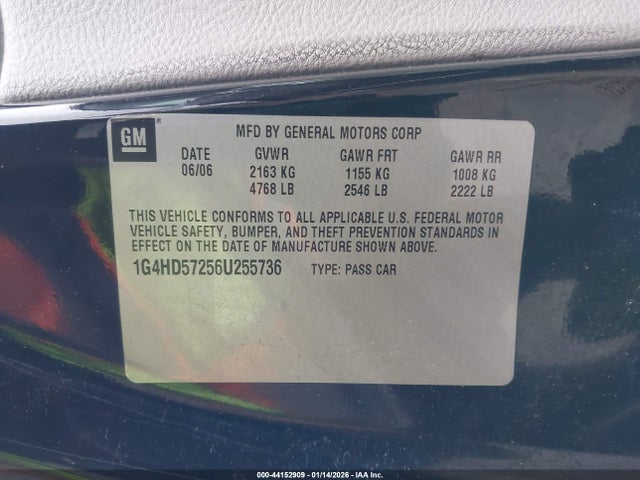 GM
MFD BY GENERAL MOTORS CORP
DATE GVWR GAWR FRT GAWR RR
06/06 2163 KG 1155 KG 1008 KG
4768 LB 2546 LB 2222 LB
THIS VEHICLE CONFORMS TO ALL APPLICABLE U.S. FEDERAL MOTOR
VEHICLE SAFETY, BUMPER, AND THEFT PREVENTION STANDARDS IN
EFFECT ON THE DATE OF MANUFACTURE SHOWN ABOVE.
1G4HD57256U255736 TYPE: PASS CAR
000-44152909 - 01/14/2026 - IAA Inc.